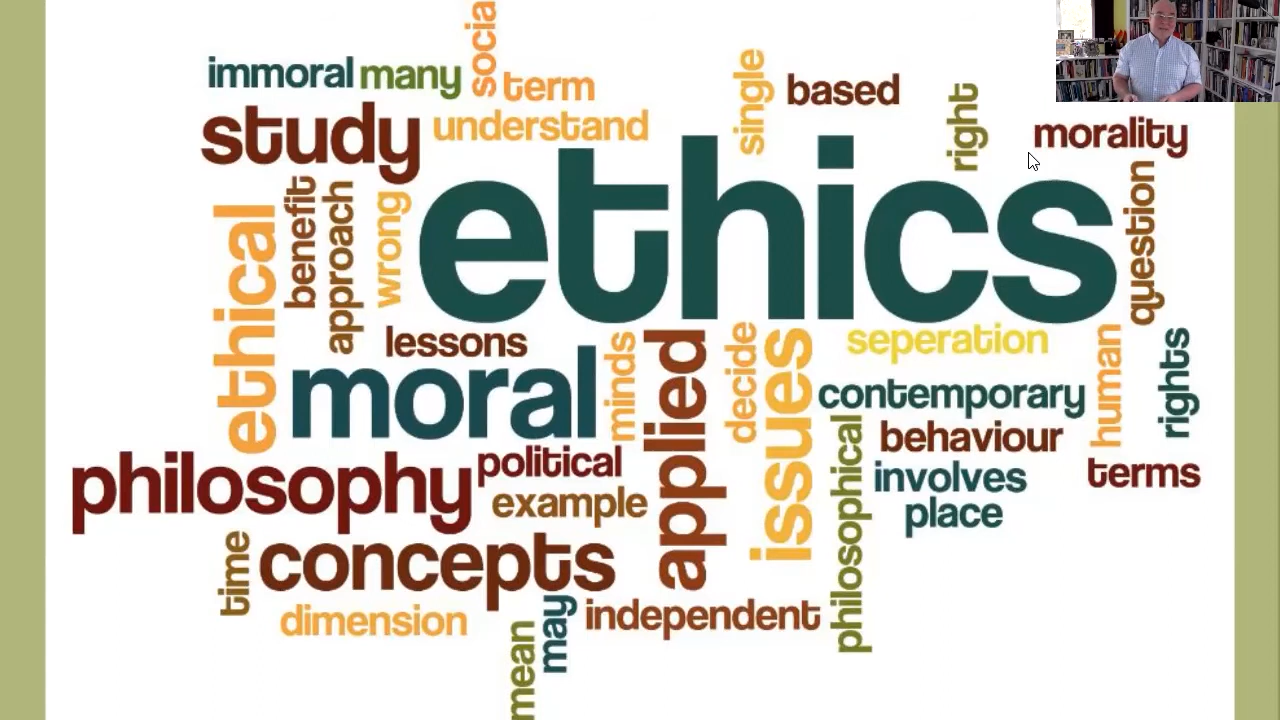 social
immoral
many
term
single
based
right
morality
study
understand
ethics
ethical
benefit
approach
wrong
question
lessons
minds
applied
decide
issues
seperation
human
rights
moral
contemporary
behaviour
philosophy
political
involves
terms
example
place
philosophical
time
concepts
dimension
mean
may
independent